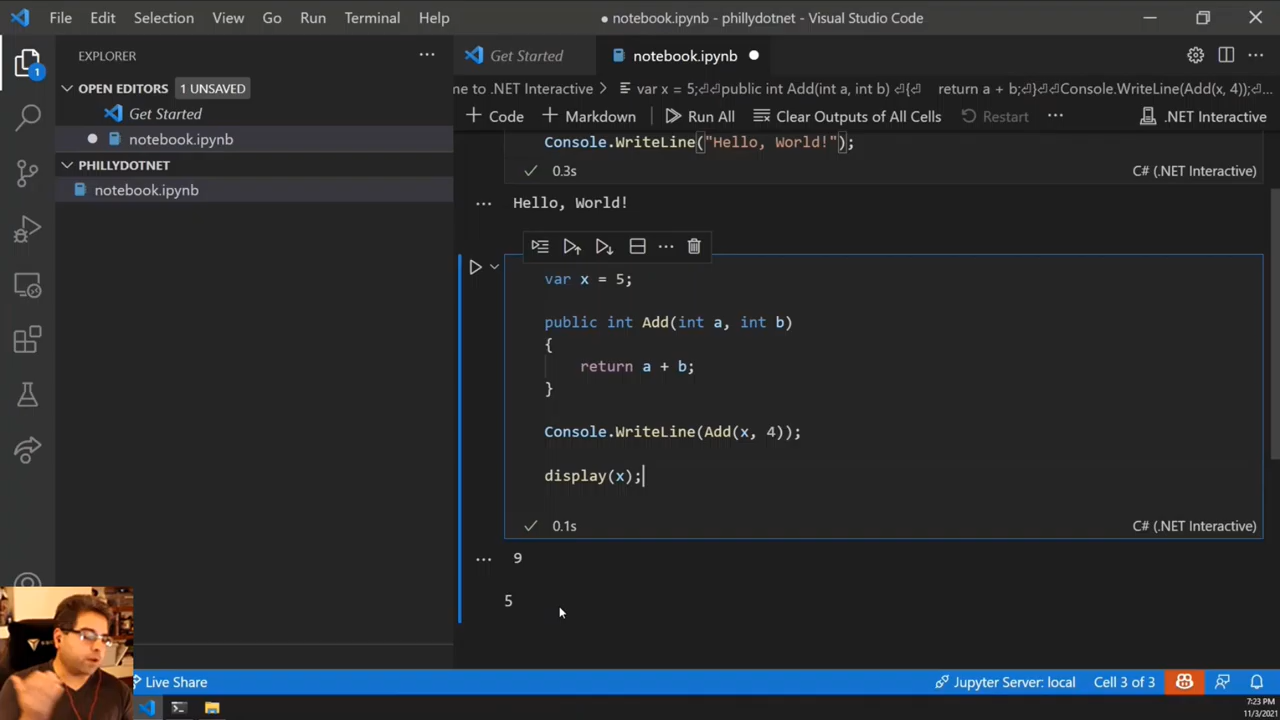 File Edit Selection View Go Run Terminal Help
● notebook.ipynb - phillydotnet - Visual Studio Code
EXPLORER
OPEN EDITORS 1 UNSAVED
Get Started
notebook.ipynb
PHILLYDOTNET
notebook.ipynb
1
Get Started
notebook.ipynb
me to .NET Interactive > var x = 5;⏎⏎public int Add(int a, int b)⏎{⏎ return a + b;⏎}⏎Console.WriteLine(Add(x, 4));⏎...
+ Code + Markdown Run All Clear Outputs of All Cells Restart ... .NET Interactive
Console.WriteLine("Hello, World!");
0.3s C# (.NET Interactive)
Hello, World!
var x = 5;
public int Add(int a, int b)
{
return a + b;
}
Console.WriteLine(Add(x, 4));
display(x);
0.1s C# (.NET Interactive)
9
5
Live Share Jupyter Server: local Cell 3 of 3
7:23 PM
11/3/2021